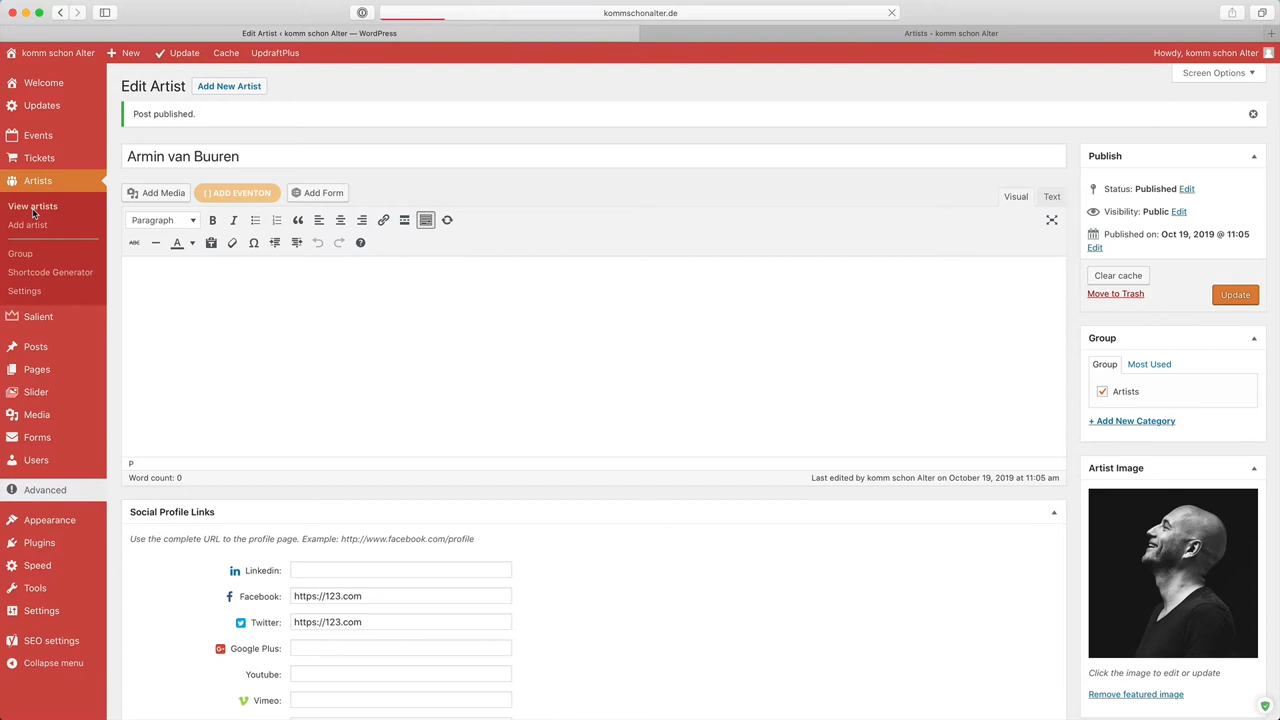 kommschonalter.de
Edit Artist ‹ komm schon Alter — WordPress
Artists - komm schon Alter
komm schon Alter
New
Update
Cache
UpdraftPlus
Howdy, komm schon Alter
Welcome
Updates
Events
Tickets
Artists
View artists
Add artist
Group
Shortcode Generator
Settings
Salient
Posts
Pages
Slider
Media
Forms
Users
Advanced
Appearance
Plugins
Speed
Tools
Settings
SEO settings
Collapse menu
Screen Options
Edit Artist
Add New Artist
Post published.
Armin van Buuren
Add Media
[ ] ADD EVENTON
Add Form
Visual
Text
Paragraph
B
I
ABC
A
P
Word count: 0
Last edited by komm schon Alter on October 19, 2019 at 11:05 am
Social Profile Links
Use the complete URL to the profile page. Example: http://www.facebook.com/profile
Linkedin:
Facebook:
https://123.com
Twitter:
https://123.com
Google Plus:
Youtube:
Vimeo:
Publish
Status: Published Edit
Visibility: Public Edit
Published on: Oct 19, 2019 @ 11:05
Edit
Clear cache
Move to Trash
Update
Group
Group
Most Used
Artists
+ Add New Category
Artist Image
Click the image to edit or update
Remove featured image